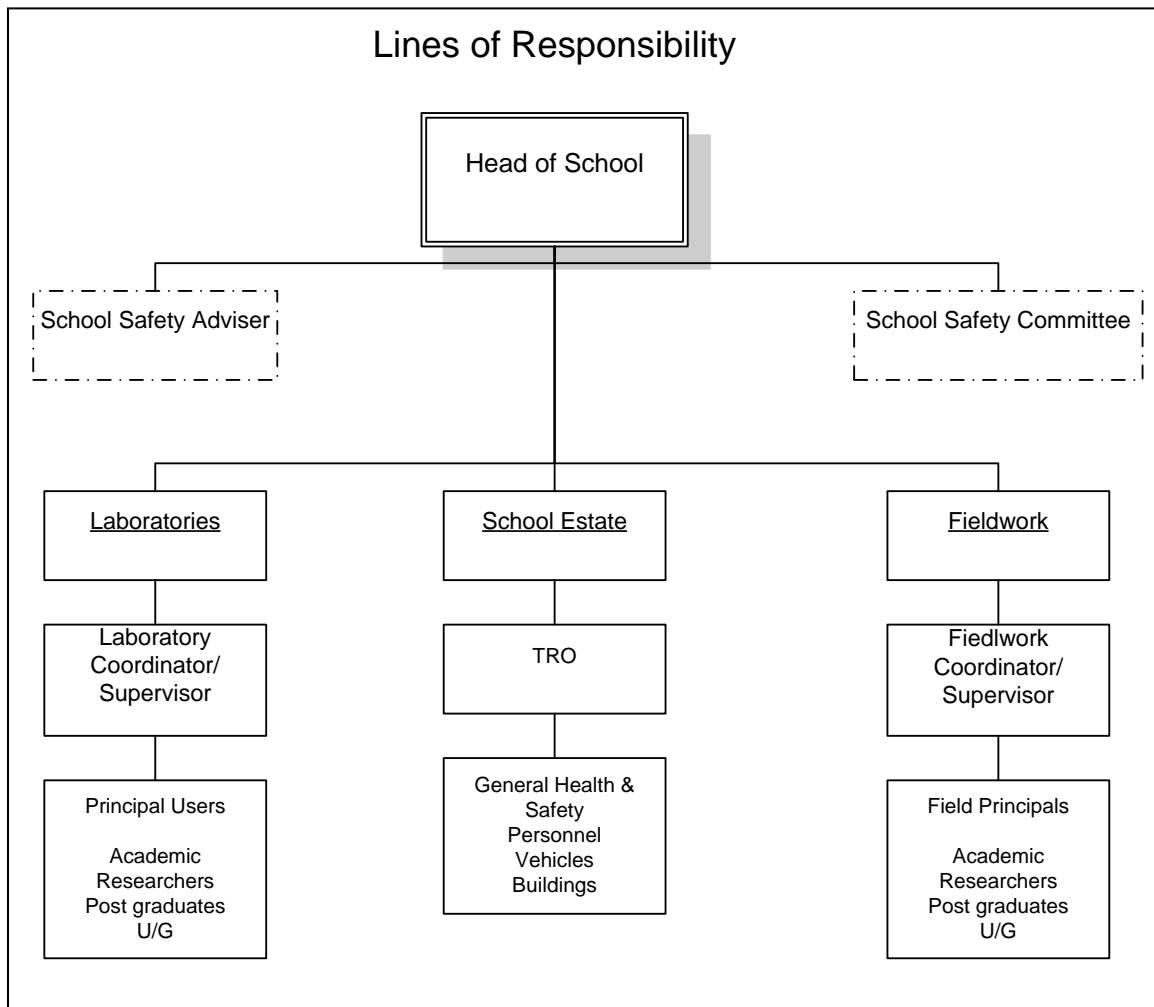 Lines of Responsibility
Head of School
School Safety Adviser
School Safety Committee
Laboratories
School Estate
Fieldwork
Laboratory
Coordinator/
Supervisor
TRO
Fiedlwork
Coordinator/
Supervisor
Principal Users
Academic
Researchers
Post graduates
U/G
General Health &
Safety
Personnel
Vehicles
Buildings
Field Principals
Academic
Researchers
Post graduates
U/G